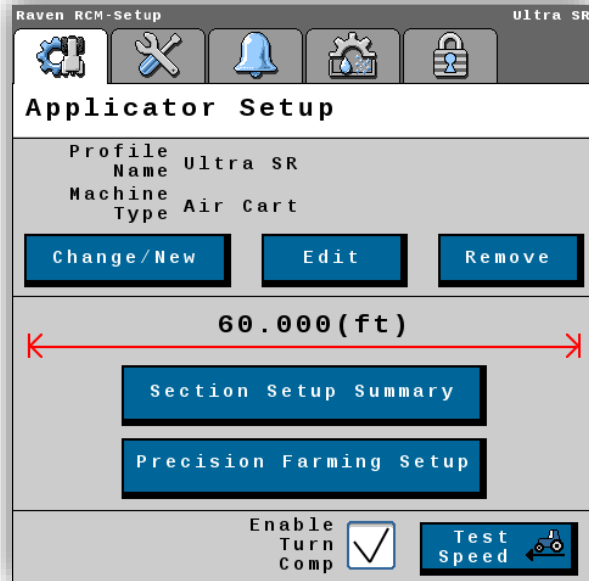 Raven RCM-Setup Ultra SR
Applicator Setup
Profile
Name Ultra SR
Machine
Type Air Cart
Change/New Edit Remove
60.000(ft)
Section Setup Summary
Precision Farming Setup
Enable
Turn
Comp
Test
Speed